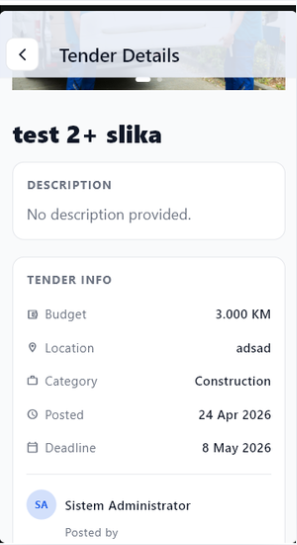 Tender Details
test 2+ slika
DESCRIPTION
No description provided.
TENDER INFO
Budget 3.000 KM
Location adsad
Category Construction
Posted 24 Apr 2026
Deadline 8 May 2026
SA Sistem Administrator
Posted by